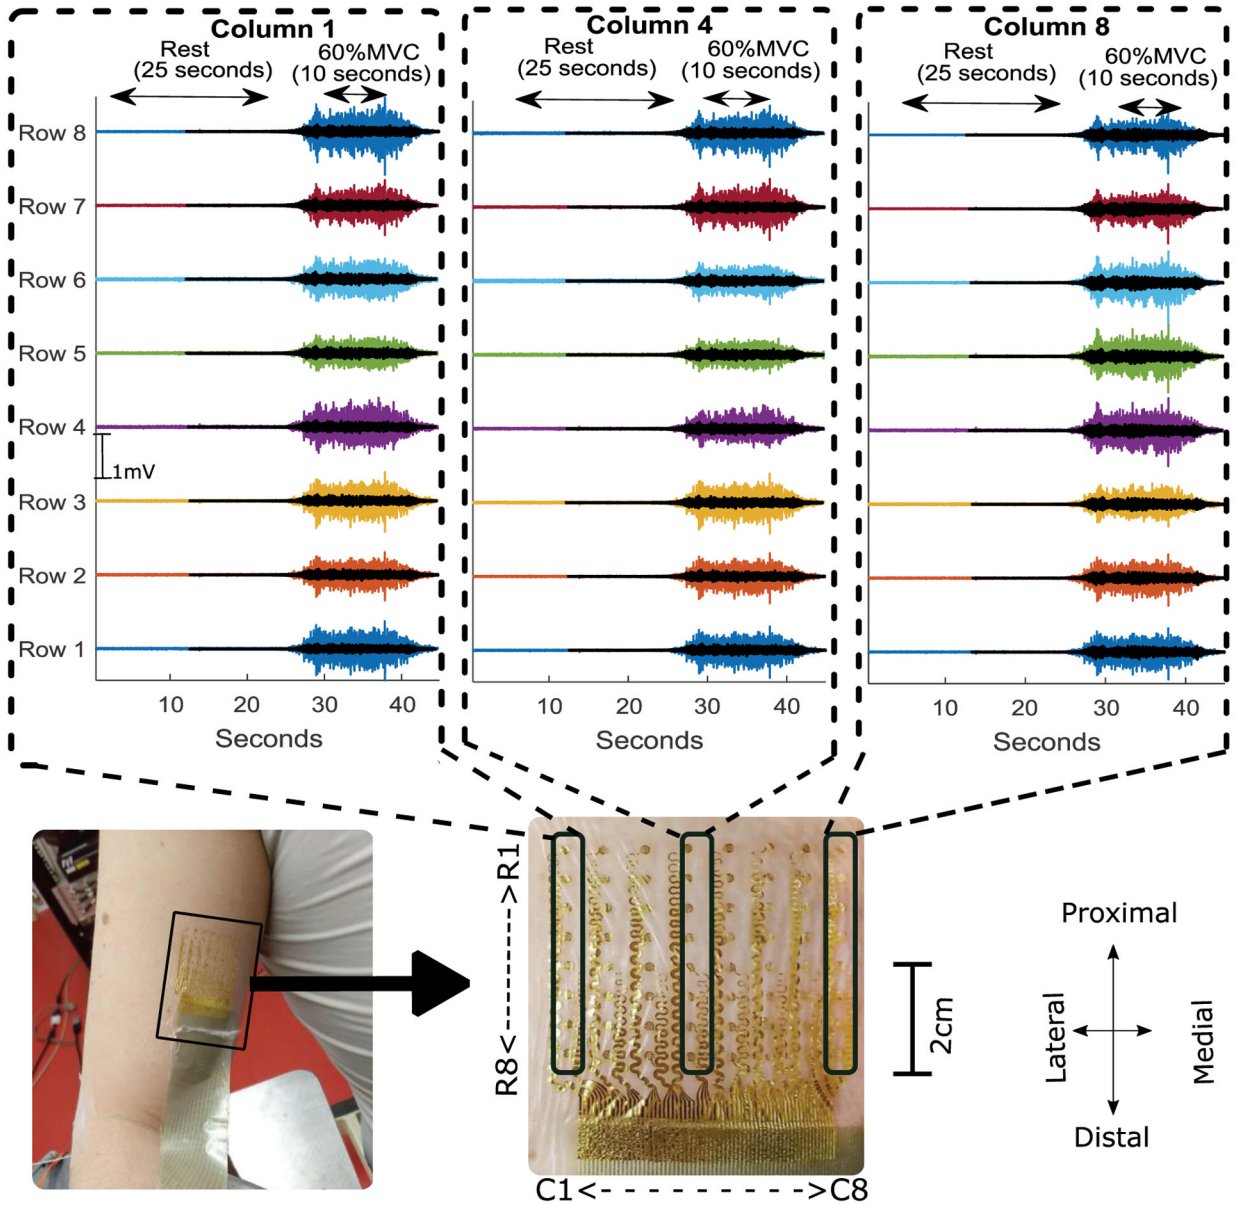 Column 1
Rest
(25 seconds)
60%MVC
(10 seconds)
Row 8
Row 7
Row 6
Row 5
Row 4
1mV
Row 3
Row 2
Row 1
10 20 30 40
Seconds
Column 4
Rest
(25 seconds)
60%MVC
(10 seconds)
10 20 30 40
Seconds
Column 8
Rest
(25 seconds)
60%MVC
(10 seconds)
10 20 30 40
Seconds
R8<------->R1
C1<- - - - - - - ->C8
2cm
Proximal
Lateral
Medial
Distal